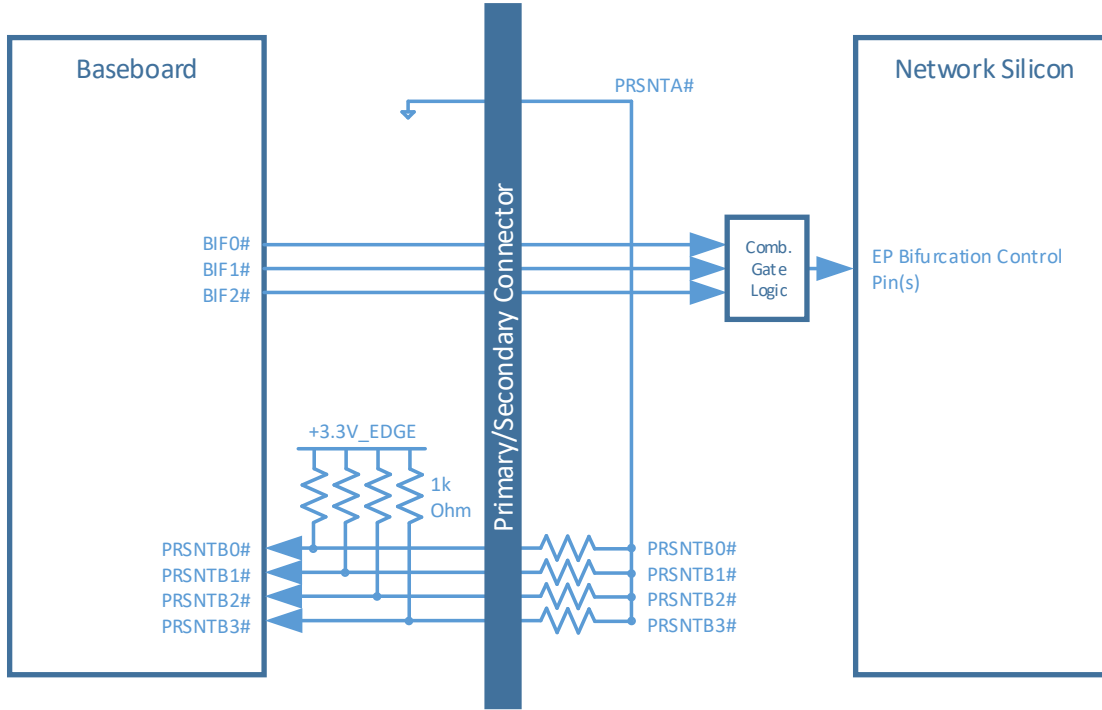 Baseboard
Network Silicon
PRSNTA#
Primary/Secondary Connector
BIF0#
BIF1#
BIF2#
Comb.
Gate
Logic
EP Bifurcation Control
Pin(s)
+3.3V_EDGE
1k
Ohm
PRSNTB0#
PRSNTB1#
PRSNTB2#
PRSNTB3#
PRSNTB0#
PRSNTB1#
PRSNTB2#
PRSNTB3#